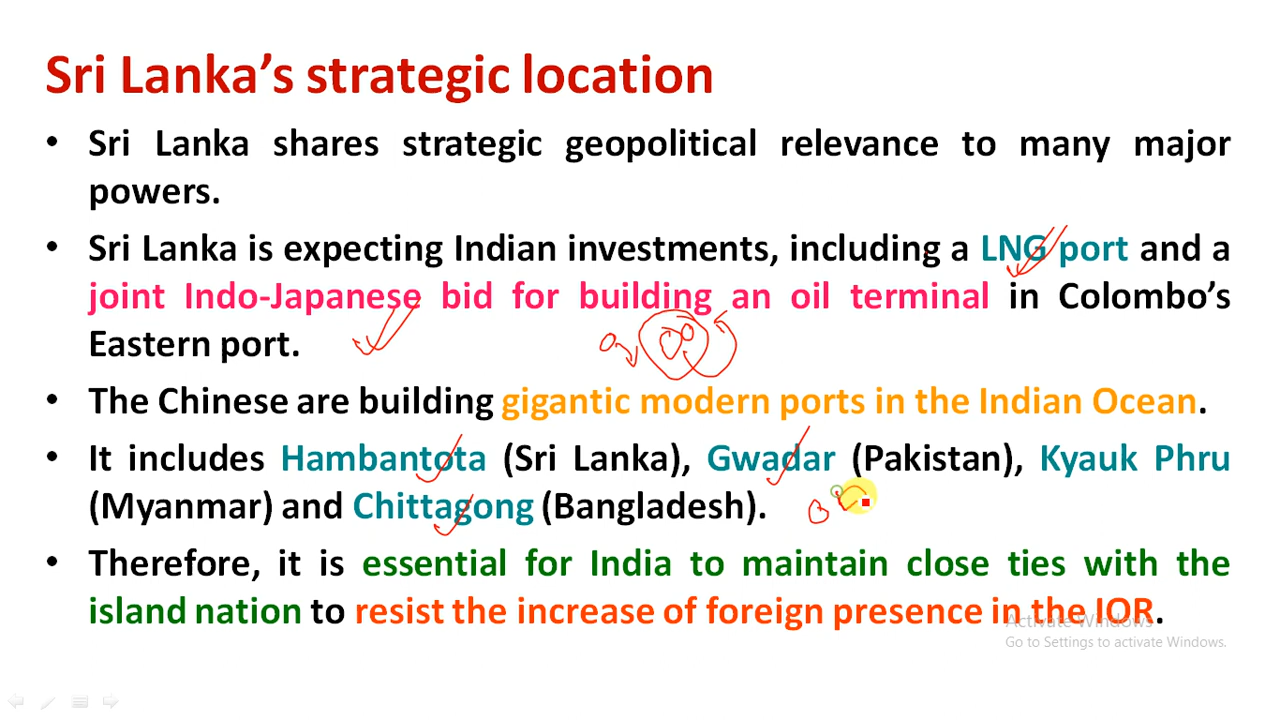 Sri Lanka’s strategic location
• Sri Lanka shares strategic geopolitical relevance to many major
powers.
• Sri Lanka is expecting Indian investments, including a LNG port and a
joint Indo-Japanese bid for building an oil terminal in Colombo’s
Eastern port.
• The Chinese are building gigantic modern ports in the Indian Ocean.
• It includes Hambantota (Sri Lanka), Gwadar (Pakistan), Kyauk Phru
(Myanmar) and Chittagong (Bangladesh).
• Therefore, it is essential for India to maintain close ties with the
island nation to resist the increase of foreign presence in the IOR.
Activate Windows
Go to Settings to activate Windows.